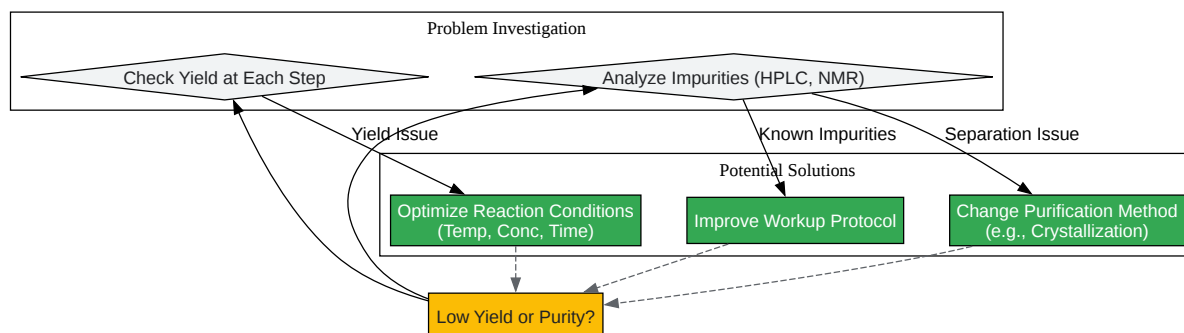 Problem Investigation
Check Yield at Each Step
Analyze Impurities (HPLC, NMR)
Yield Issue
Known Impurities
Separation Issue
Potential Solutions
Optimize Reaction Conditions
(Temp, Conc, Time)
Improve Workup Protocol
Change Purification Method
(e.g., Crystallization)
Low Yield or Purity?